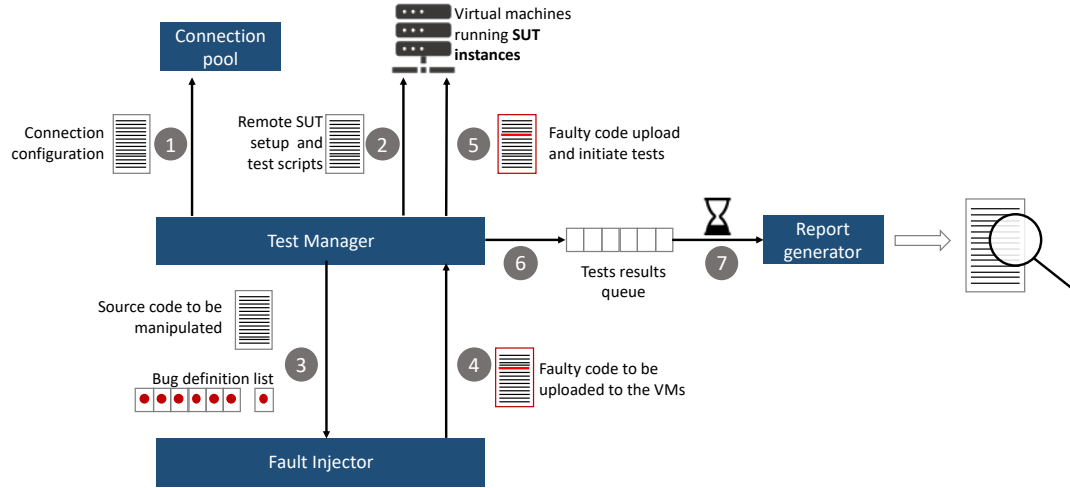 Connection
pool
Virtual machines
running SUT
instances
Connection
configuration
1
Remote SUT
setup and
test scripts
2
5
Faulty code upload
and initiate tests
Test Manager
6
Tests results
queue
7
Report
generator
Source code to be
manipulated
3
Bug definition list
4
Faulty code to be
uploaded to the VMs
Fault Injector